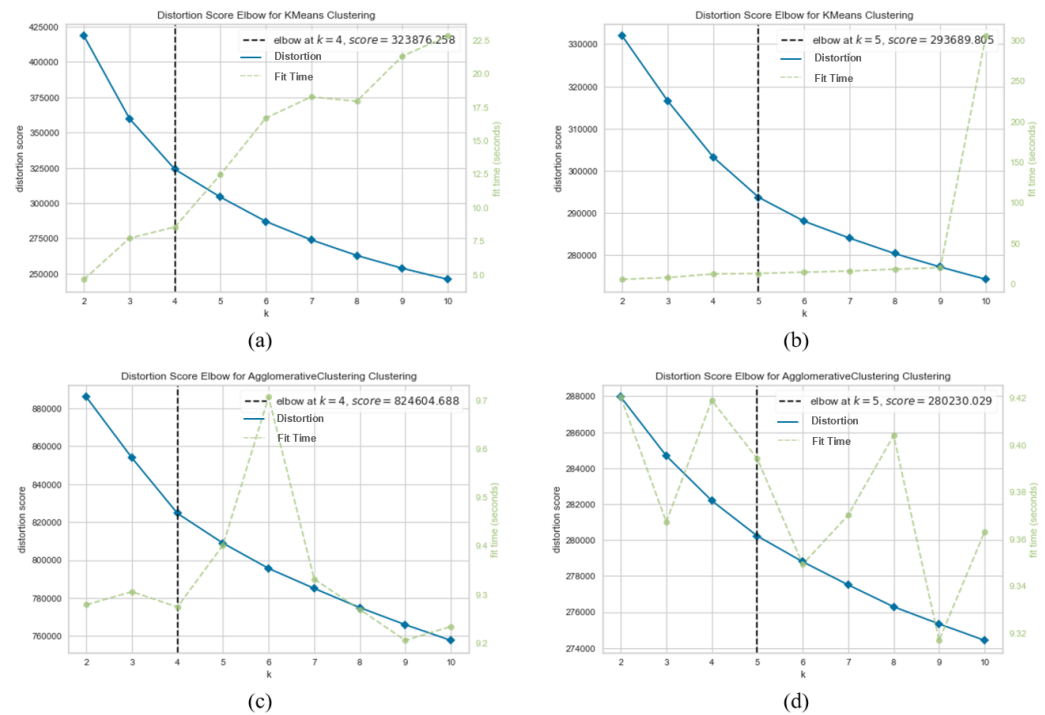 Distortion Score Elbow for KMeans Clustering
elbow at k = 4, score = 323876.258
Distortion
Fit Time
425000
400000
375000
350000
325000
300000
275000
250000
distortion score
22.5
20.0
17.5
15.0
12.5
10.0
7.5
5.0
fit time (seconds)
2 3 4 5 6 7 8 9 10
k
(a)
Distortion Score Elbow for KMeans Clustering
elbow at k = 5, score = 293689.805
Distortion
Fit Time
330000
320000
310000
300000
290000
280000
distortion score
300
250
200
150
100
50
0
fit time (seconds)
2 3 4 5 6 7 8 9 10
k
(b)
Distortion Score Elbow for AgglomerativeClustering Clustering
elbow at k = 4, score = 824604.688
Distortion
Fit Time
880000
860000
840000
820000
800000
780000
760000
distortion score
9.7
9.6
9.5
9.4
9.3
9.2
fit time (seconds)
2 3 4 5 6 7 8 9 10
k
(c)
Distortion Score Elbow for AgglomerativeClustering Clustering
elbow at k = 5, score = 280230.029
Distortion
Fit Time
288000
286000
284000
282000
280000
278000
276000
274000
distortion score
9.42
9.40
9.38
9.36
9.34
9.32
fit time (seconds)
2 3 4 5 6 7 8 9 10
k
(d)